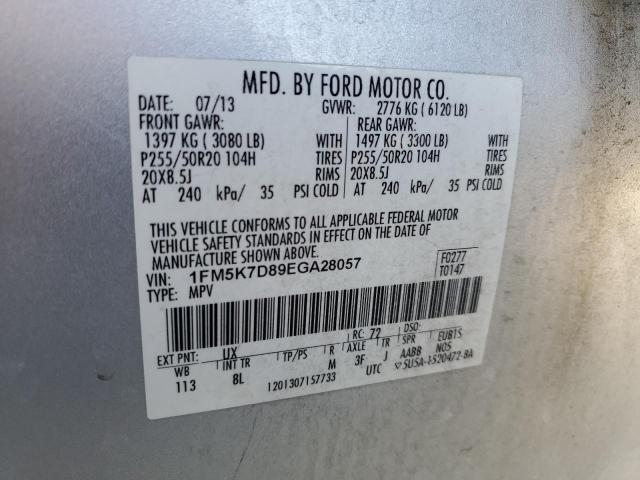 MFD. BY FORD MOTOR CO.
DATE: 07/13 GVWR: 2776 KG ( 6120 LB)
FRONT GAWR: REAR GAWR:
1397 KG ( 3080 LB) WITH 1497 KG ( 3300 LB) WITH
P255/50R20 104H TIRES P255/50R20 104H TIRES
20X8.5J RIMS 20X8.5J RIMS
AT 240 kPa/ 35 PSI COLD AT 240 kPa/ 35 PSI COLD
THIS VEHICLE CONFORMS TO ALL APPLICABLE FEDERAL MOTOR
VEHICLE SAFETY STANDARDS IN EFFECT ON THE DATE OF
MANUFACTURE SHOWN ABOVE.
VIN: 1FM5K7D89EGA28057 F0277
TYPE: MPV T0147
EXT PNT: UX RC: 72 DSO:
WB INT TR TP/PS R AXLE TR SPR EUB1S
113 8L M 3F J AABB N05
1201307157733 UTC 5U5A-1520472-BA